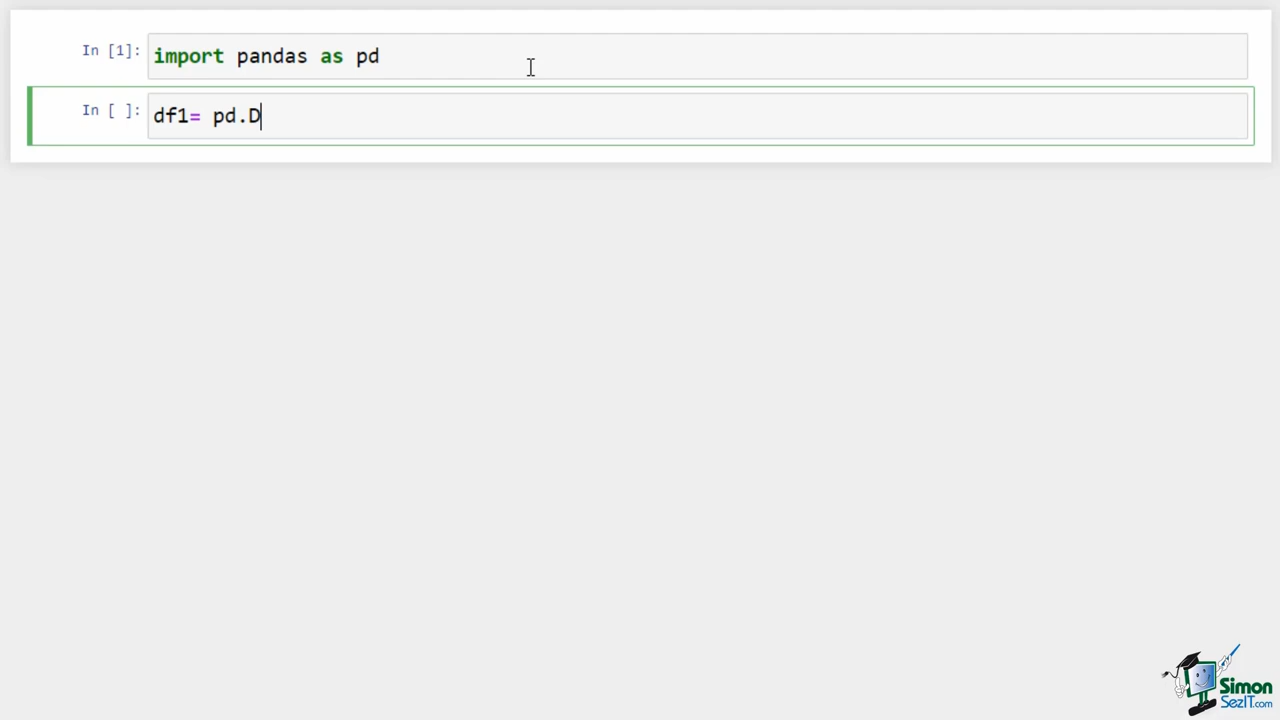 In [1]: import pandas as pd
In [ ]: df1= pd.D
Simon
SezIT.com